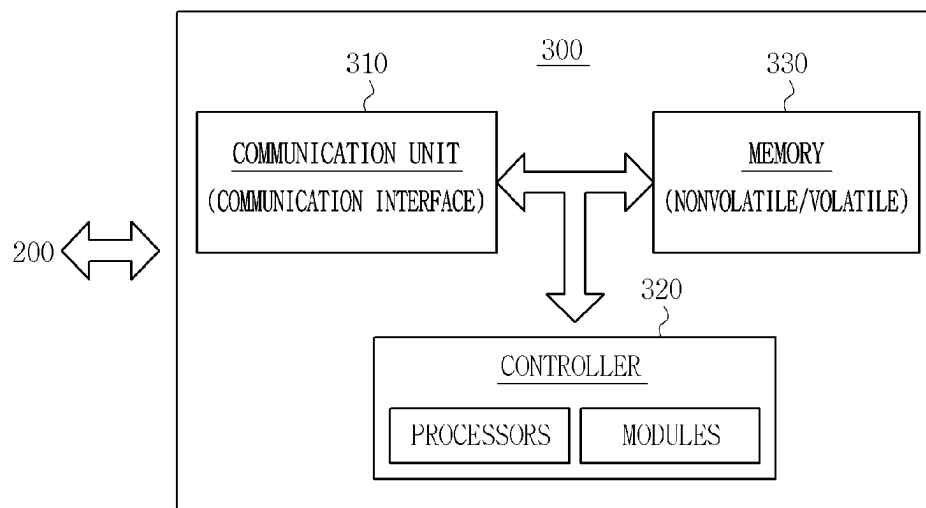 310
300
330
COMMUNICATION UNIT
(COMMUNICATION INTERFACE)
MEMORY
(NONVOLATILE/VOLATILE)
200
320
CONTROLLER
PROCESSORS
MODULES